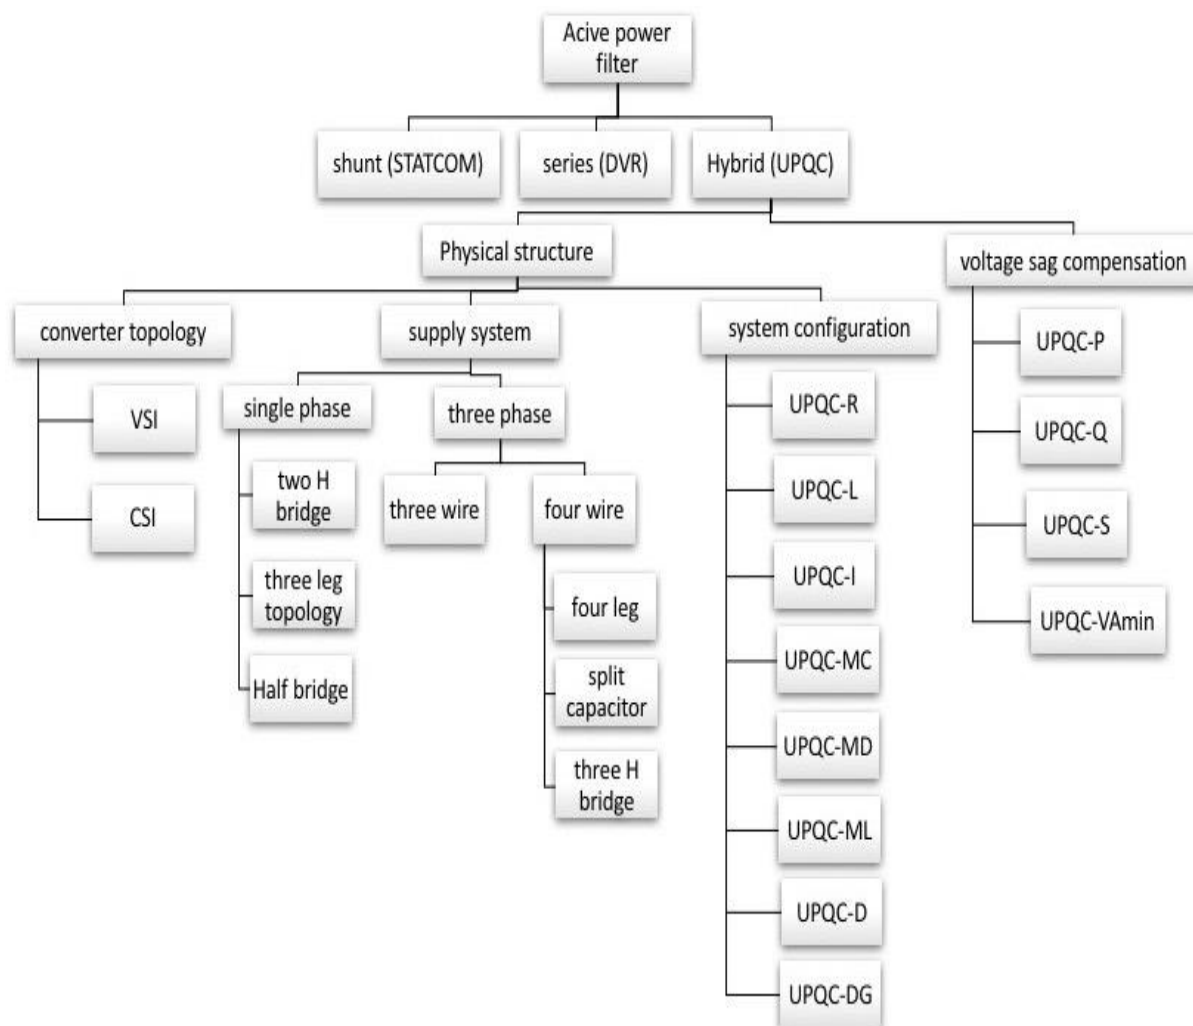 Acive power
filter
shunt (STATCOM)
series (DVR)
Hybrid (UPQC)
Physical structure
voltage sag compensation
converter topology
supply system
system configuration
VSI
CSI
single phase
three phase
two H
bridge
three leg
topology
Half bridge
three wire
four wire
four leg
split
capacitor
three H
bridge
UPQC-R
UPQC-L
UPQC-I
UPQC-MC
UPQC-MD
UPQC-ML
UPQC-D
UPQC-DG
UPQC-P
UPQC-Q
UPQC-S
UPQC-VAmin